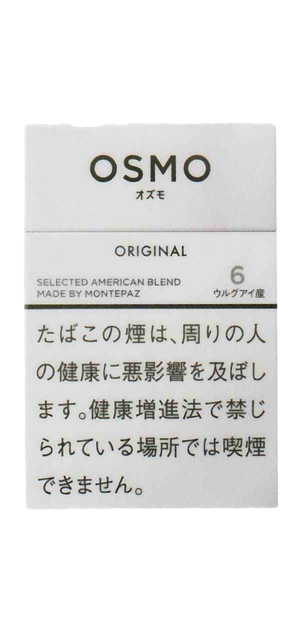 OSMO
オズモ
ORIGINAL
SELECTED AMERICAN BLEND
MADE BY MONTEPAZ
6
ウルグアイ産
たばこの煙は、周りの人
の健康に悪影響を及ぼし
ます。健康増進法で禁じ
られている場所では喫煙
できません。